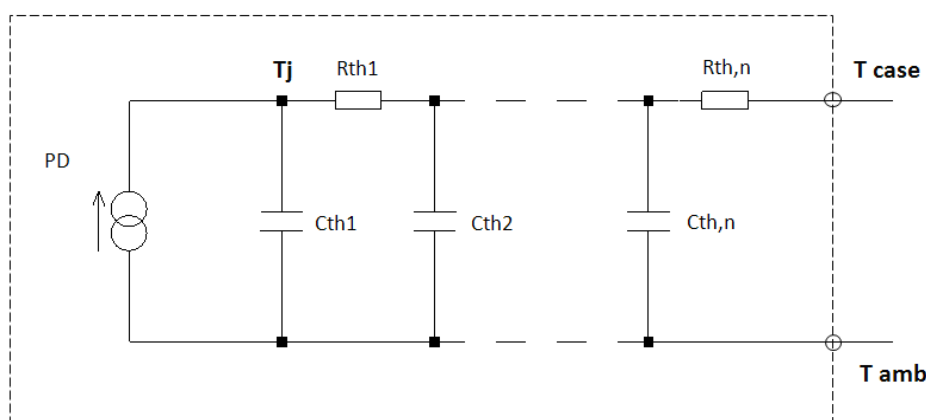 Tj
Rth1
Rth,n
T case
PD
Cth1
Cth2
Cth,n
T amb